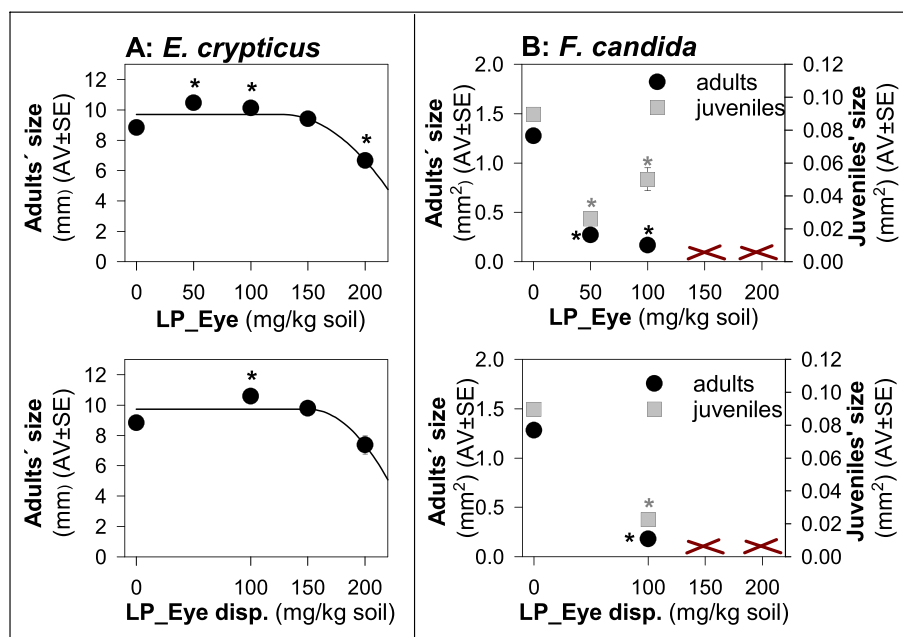 A: E. crypticus
12
10
8
6
4
2
0
Adults´ size
(mm) (AV±SE)
*
*
*
0 50 100 150 200
LP_Eye (mg/kg soil)
B: F. candida
2.0
1.5
1.0
0.5
0.0
Adults´ size
(mm²) (AV±SE)
adults
juveniles
*
*
*
*
0.12
0.10
0.08
0.06
0.04
0.02
0.00
Juveniles' size
(mm²) (AV±SE)
0 50 100 150 200
LP_Eye (mg/kg soil)
12
10
8
6
4
2
0
Adults´ size
(mm) (AV±SE)
*
0 100 150 200
LP_Eye disp. (mg/kg soil)
2.0
1.5
1.0
0.5
0.0
Adults´ size
(mm²) (AV±SE)
adults
juveniles
*
*
0.12
0.10
0.08
0.06
0.04
0.02
0.00
Juveniles' size
(mm²) (AV±SE)
0 100 150 200
LP_Eye disp. (mg/kg soil)